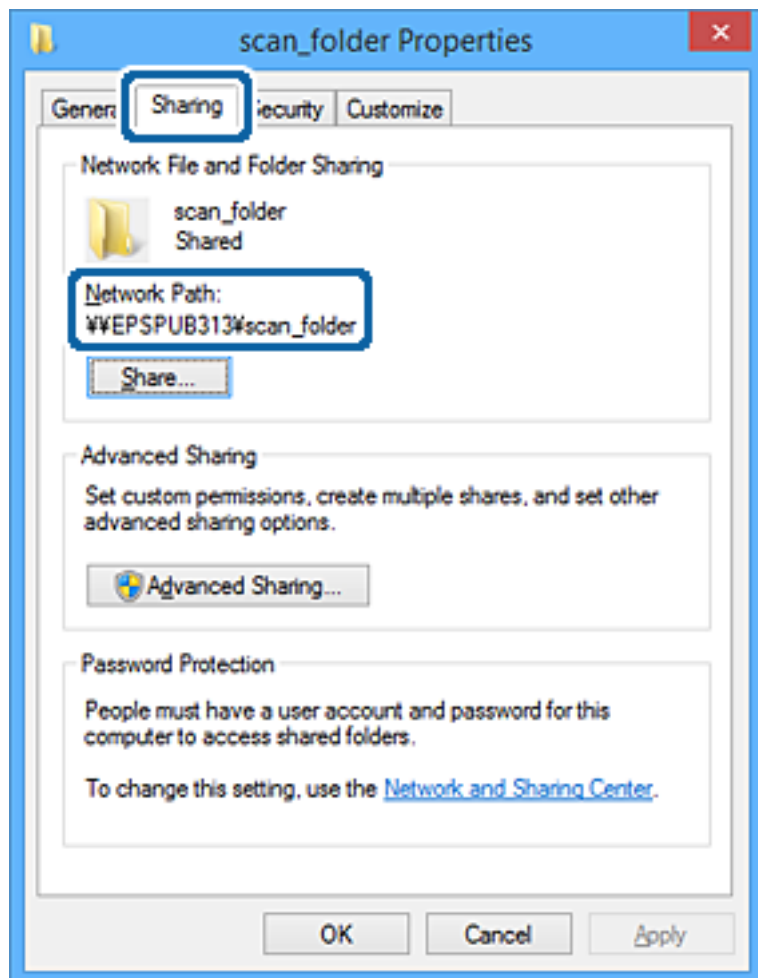 scan_folder Properties
General Sharing Security Customize
Network File and Folder Sharing
scan_folder
Shared
Network Path:
¥¥EPSPUB313¥scan_folder
Share...
Advanced Sharing
Set custom permissions, create multiple shares, and set other
advanced sharing options.
Advanced Sharing...
Password Protection
People must have a user account and password for this
computer to access shared folders.
To change this setting, use the Network and Sharing Center.
OK Cancel Apply